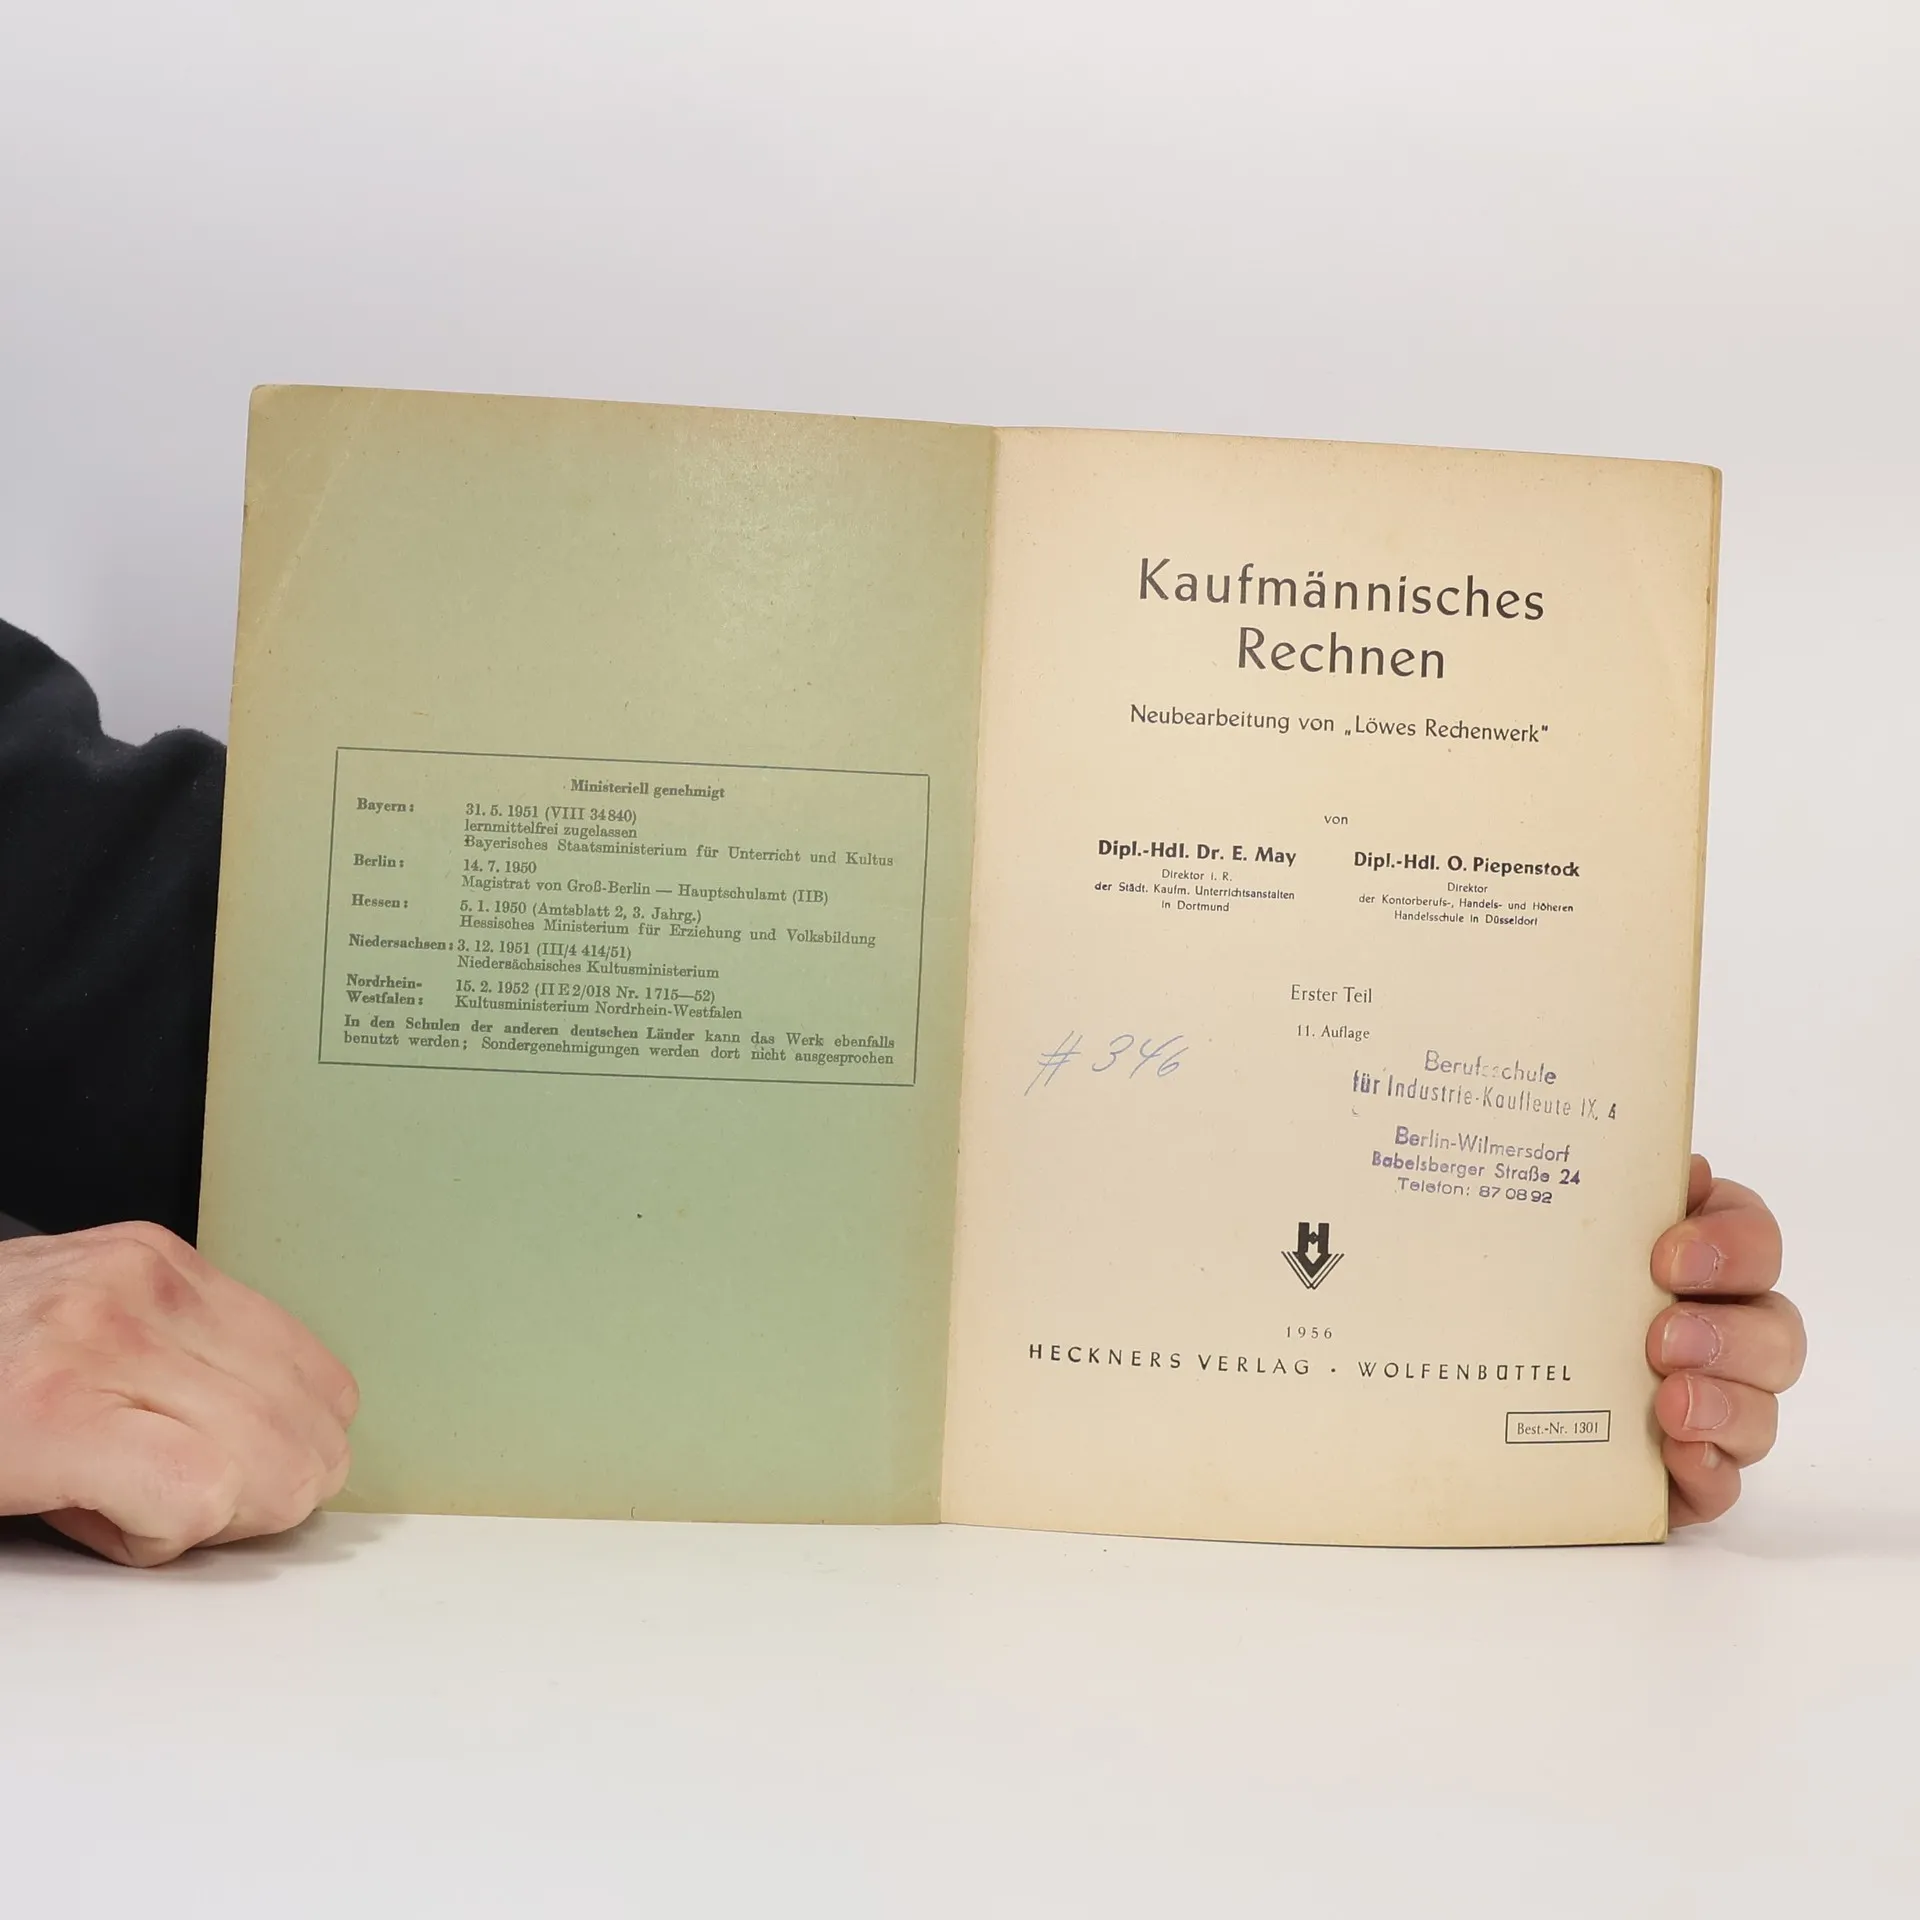 Ministeriell genehmigt
Bayern: 31. 5. 1951 (VIII 34840)
lernmittelfrei zugelassen
Bayerisches Staatsministerium für Unterricht und Kultus
Berlin: 14. 7. 1950
Magistrat von Groß-Berlin — Hauptschulamt (IIB)
Hessen: 5. 1. 1950 (Amtsblatt 2, 3. Jahrg.)
Hessisches Ministerium für Erziehung und Volksbildung
Niedersachsen: 3. 12. 1951 (III/4 414/51)
Niedersächsisches Kultusministerium
Nordrhein- 15. 2. 1952 (II E 2/018 Nr. 1715—52)
Westfalen: Kultusministerium Nordrhein-Westfalen
In den Schulen der anderen deutschen Länder kann das Werk ebenfalls
benutzt werden; Sondergenehmigungen werden dort nicht ausgesprochen
Kaufmännisches
Rechnen
Neubearbeitung von „Löwes Rechenwerk"
von
Dipl.-Hdl. Dr. E. May
Direktor i. R.
der Städt. Kaufm. Unterrichtsanstalten
in Dortmund
Dipl.-Hdl. O. Piepenstock
Direktor
der Kontorberufs-, Handels- und Höheren
Handelsschule in Düsseldorf
Erster Teil
11. Auflage
# 346
Berufsschule
für Industrie-Kaufleute IX, 4
Berlin-Wilmersdorf
Babelsberger Straße 24
Telefon: 87 08 92
H
1956
HECKNERS VERLAG · WOLFENBÜTTEL
Best.-Nr. 1301